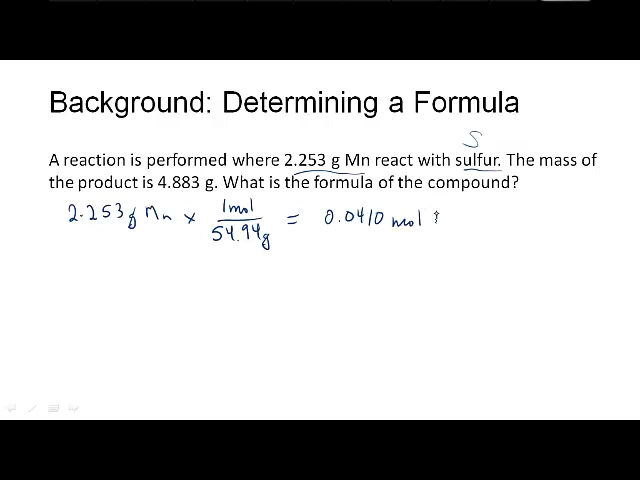 Background: Determining a Formula
S
A reaction is performed where 2.253 g Mn react with sulfur. The mass of
the product is 4.883 g. What is the formula of the compound?
2.253g Mn × 1mol / 54.94g = 0.0410 mol